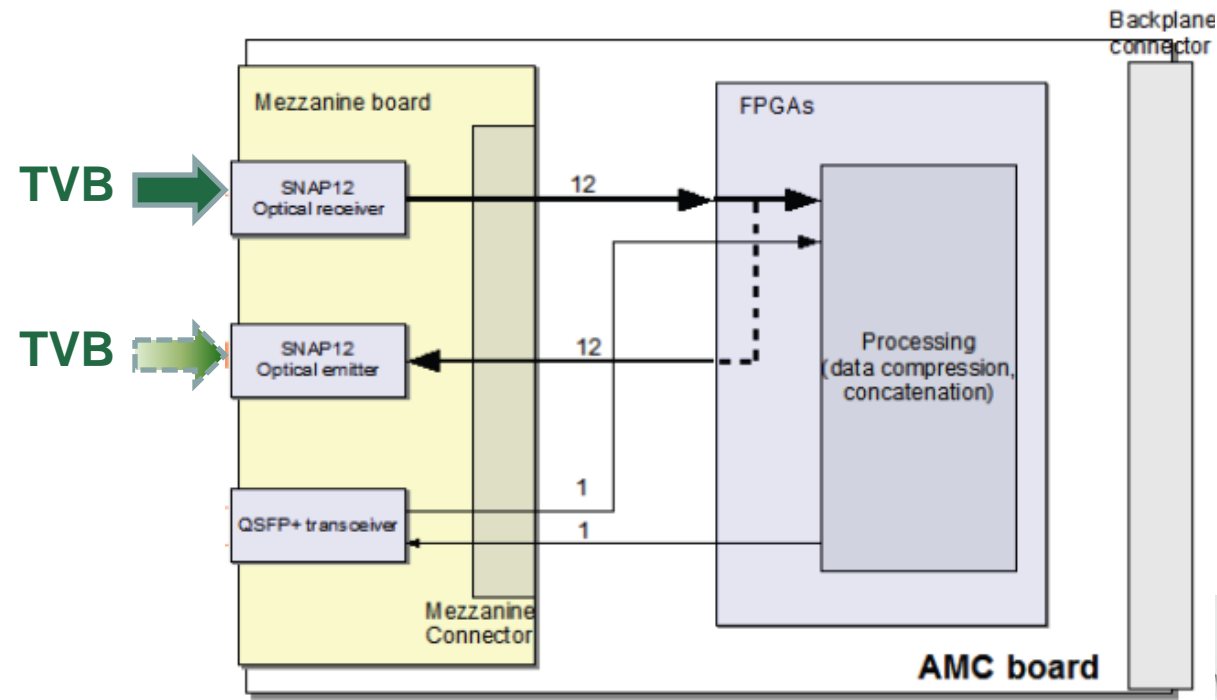 Backplane
connector
Mezzanine board
FPGAs
TVB
SNAP12
Optical receiver
12
TVB
SNAP12
Optical emitter
12
Processing
(data compression,
concatenation)
QSFP+ transceiver
1
1
Mezzanine
Connector
AMC board